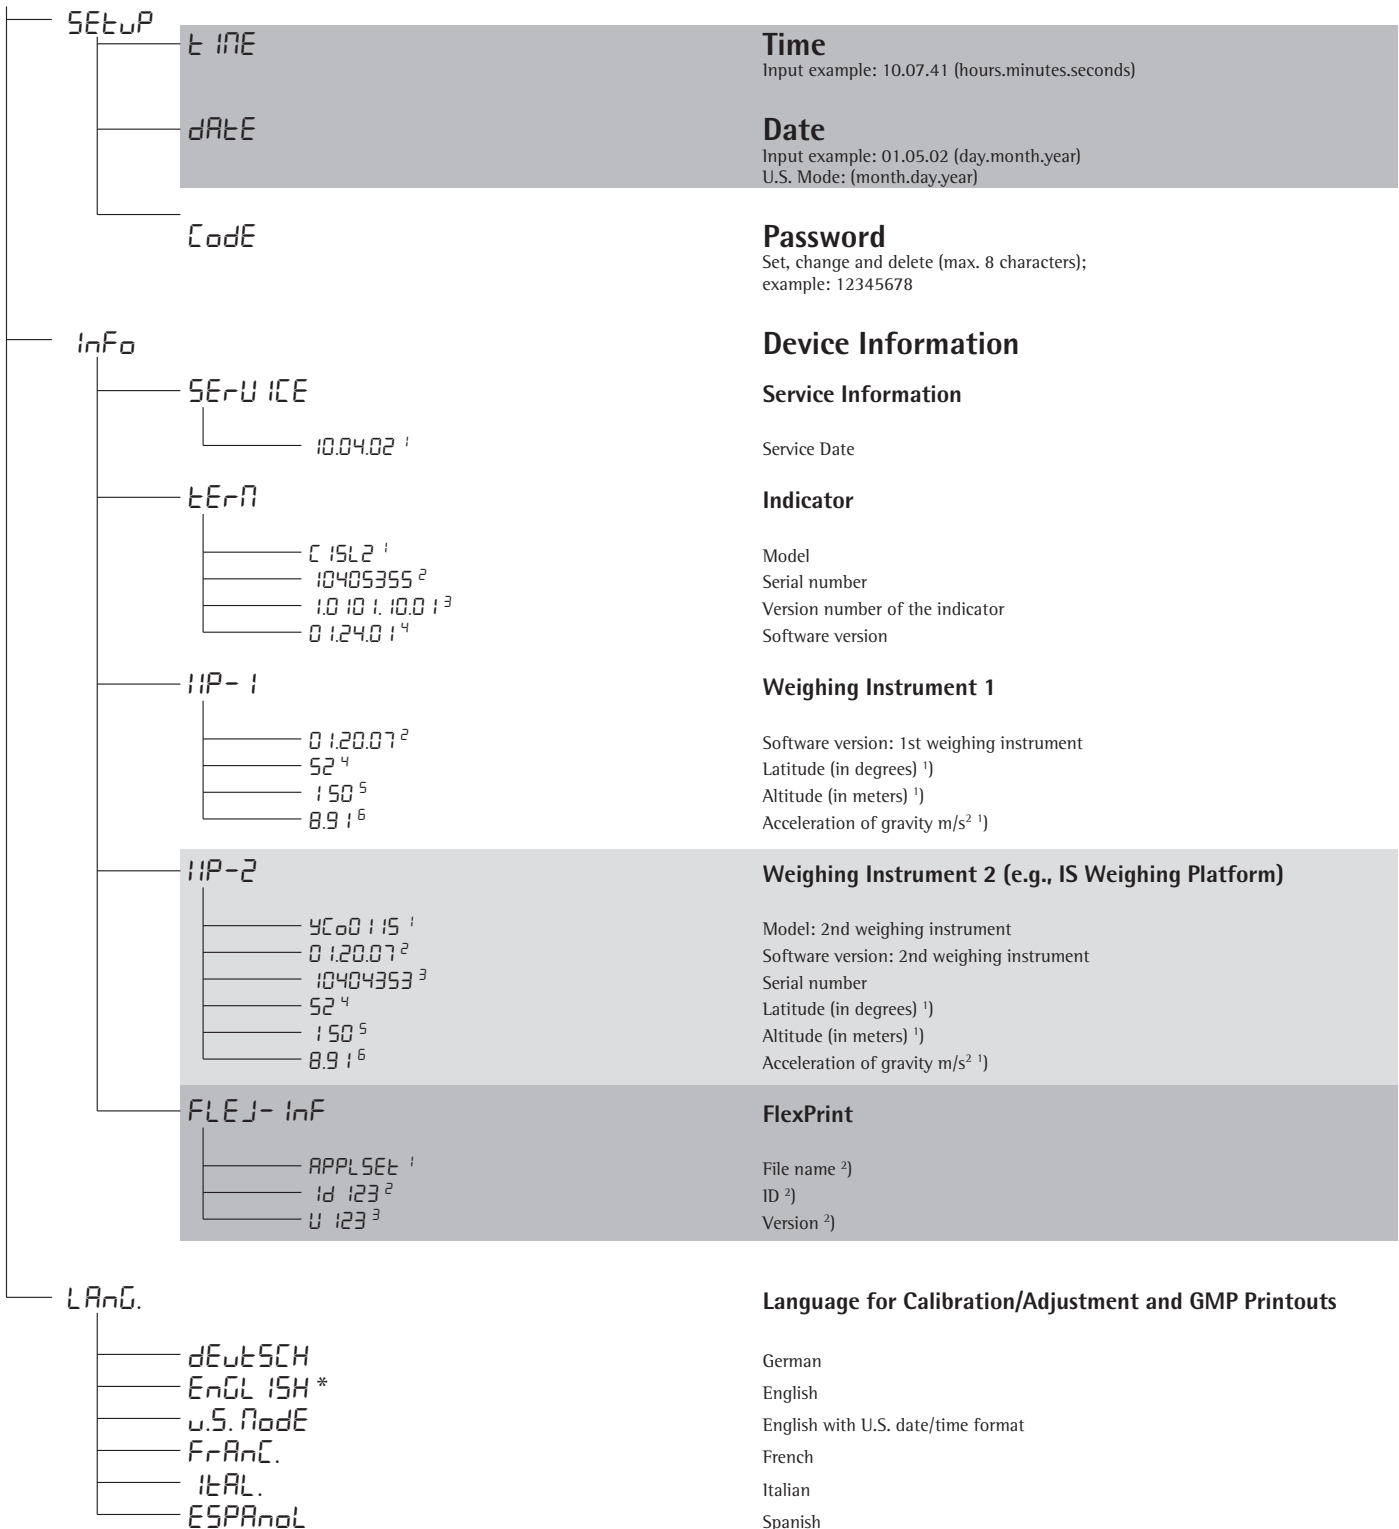 SEtuP
tIME Time
Input example: 10.07.41 (hours.minutes.seconds)
dAtE Date
Input example: 01.05.02 (day.month.year)
U.S. Mode: (month.day.year)
CodE Password
Set, change and delete (max. 8 characters);
example: 12345678
InFo Device Information
SErVICE Service Information
10.04.02 ¹ Service Date
tErM Indicator
C ISL2 ¹ Model
10405355 ² Serial number
1.0 10 1. 10.0 1 ³ Version number of the indicator
0 1.24.0 1 ⁴ Software version
WP- 1 Weighing Instrument 1
0 1.20.07 ² Software version: 1st weighing instrument
52 ⁴ Latitude (in degrees) ¹)
150 ⁵ Altitude (in meters) ¹)
8.9 1 ⁶ Acceleration of gravity m/s² ¹)
WP-2 Weighing Instrument 2 (e.g., IS Weighing Platform)
YCo0 1 IS ¹ Model: 2nd weighing instrument
0 1.20.07 ² Software version: 2nd weighing instrument
10404353 ³ Serial number
52 ⁴ Latitude (in degrees) ¹)
150 ⁵ Altitude (in meters) ¹)
8.9 1 ⁶ Acceleration of gravity m/s² ¹)
FLEJ- InF FlexPrint
APPLSEt ¹ File name ²)
Id 123 ² ID ²)
U 123 ³ Version ²)
LAnG. Language for Calibration/Adjustment and GMP Printouts
dEutSCH German
EnGLISH * English
u.S. ModE English with U.S. date/time format
FrAnC. French
ItAL. Italian
ESPAnoL Spanish